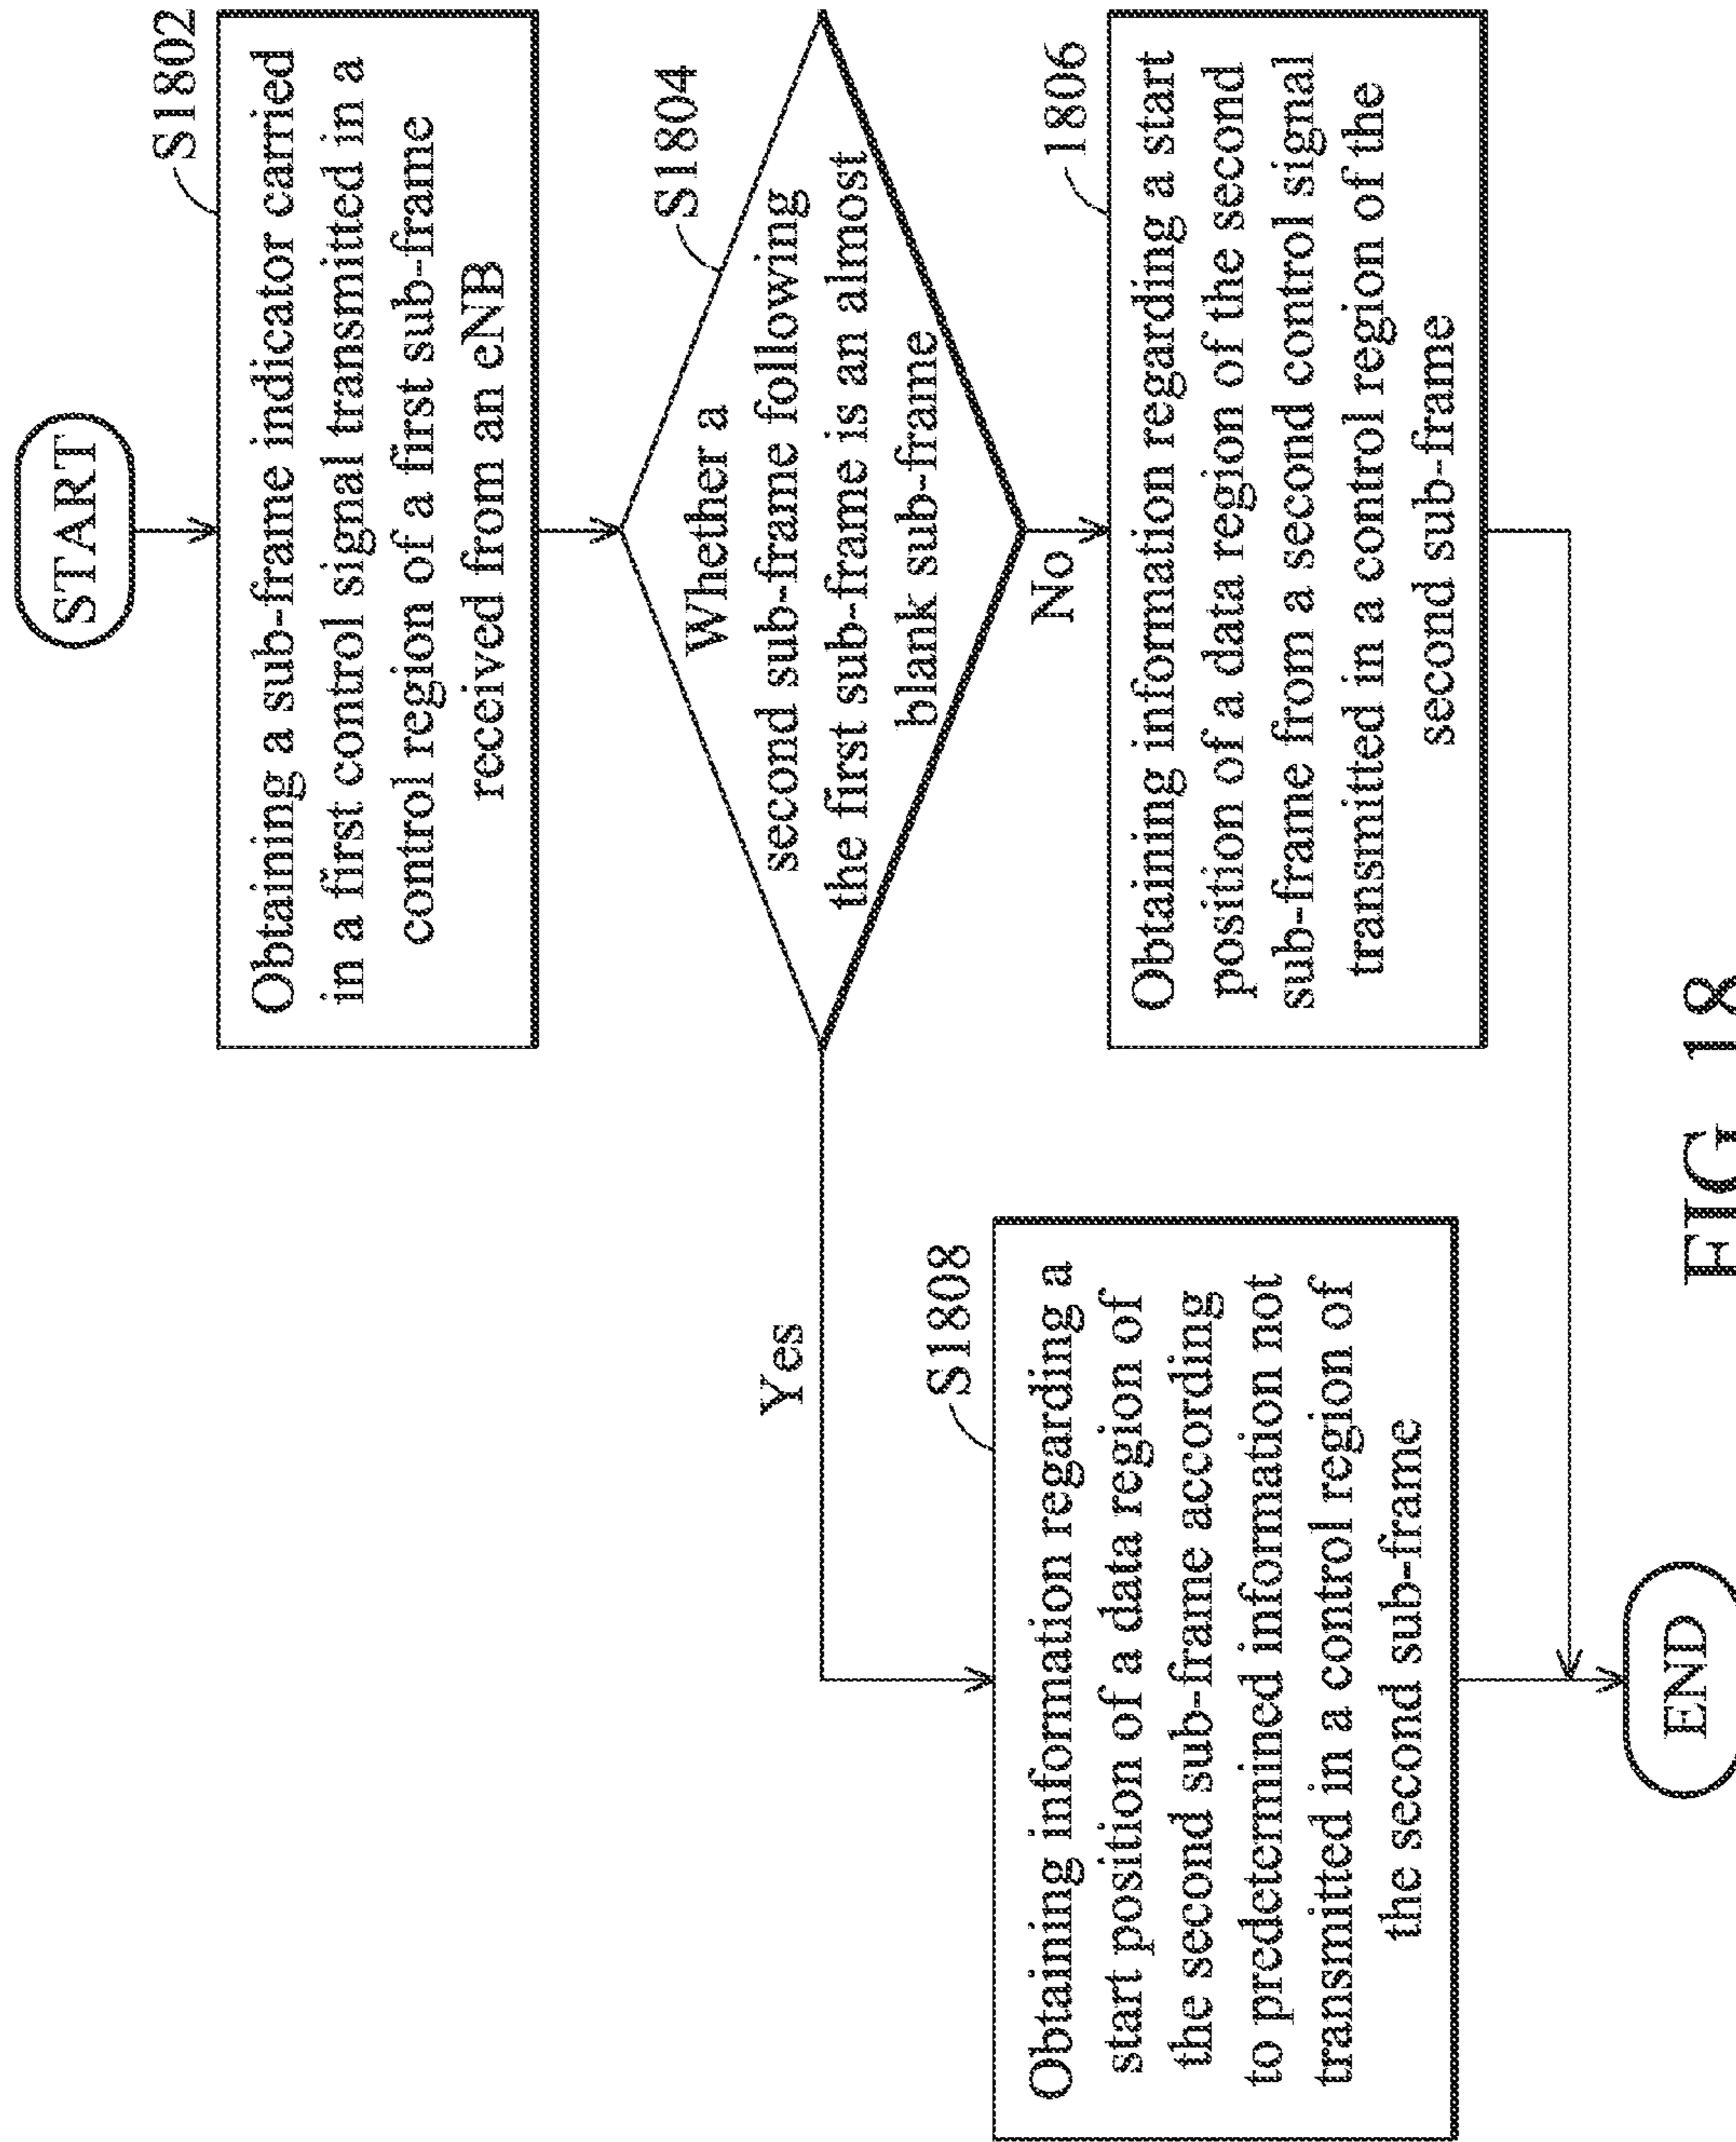 START
S1802
Obtaining a sub-frame indicator carried
in a first control signal transmitted in a
control region of a first sub-frame
received from an eNB
S1804
Whether a
second sub-frame following
the first sub-frame is an almost
blank sub-frame
Yes
No
1806
Obtaining information regarding a start
position of a data region of the second
sub-frame from a second control signal
transmitted in a control region of the
second sub-frame
S1808
Obtaining information regarding a
start position of a data region of
the second sub-frame according
to predetermined information not
transmitted in a control region of
the second sub-frame
END
FIG. 18